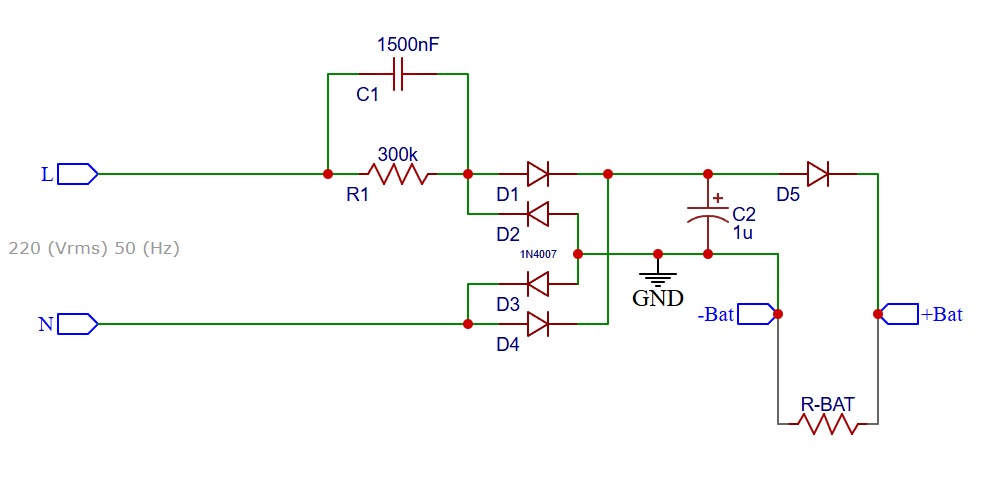 1500nF
C1
300k
L
R1
D1
D5
+
C2
1u
D2
220 (Vrms) 50 (Hz)
1N4007
GND
D3
N
-Bat
+Bat
D4
R-BAT